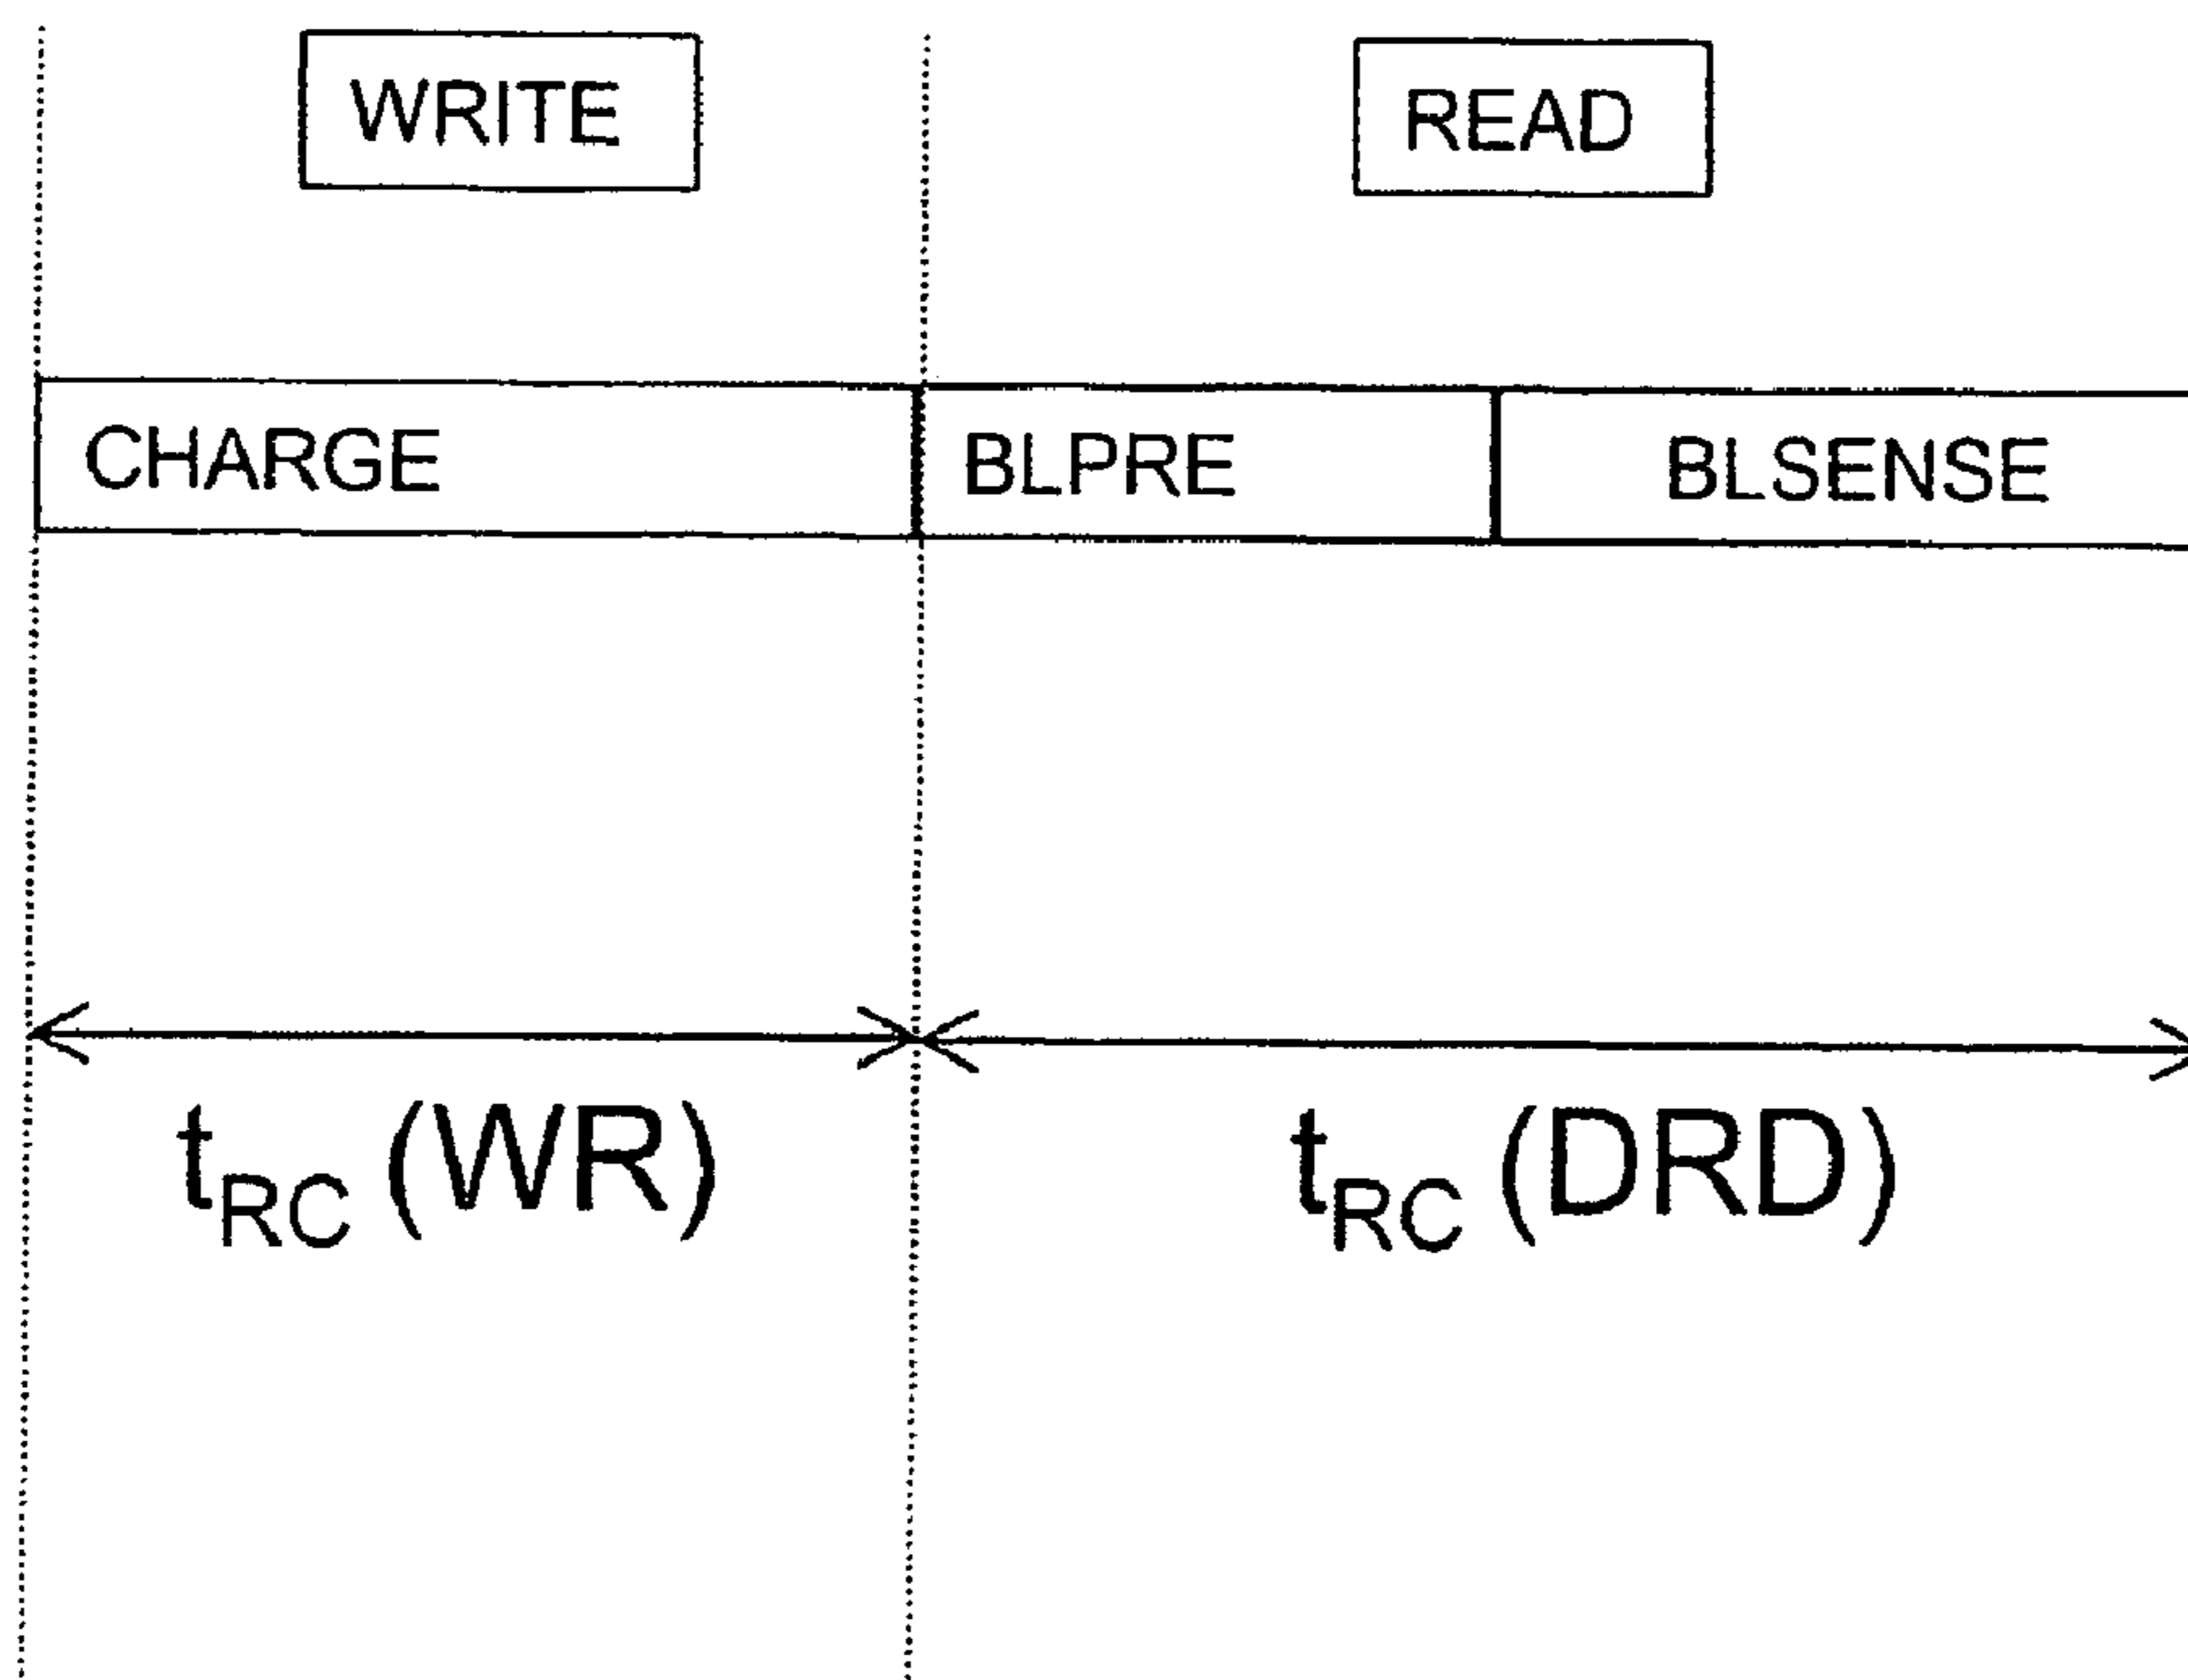 WRITE READ
CHARGE BLPRE BLSENSE
tRC (WR) tRC (DRD)